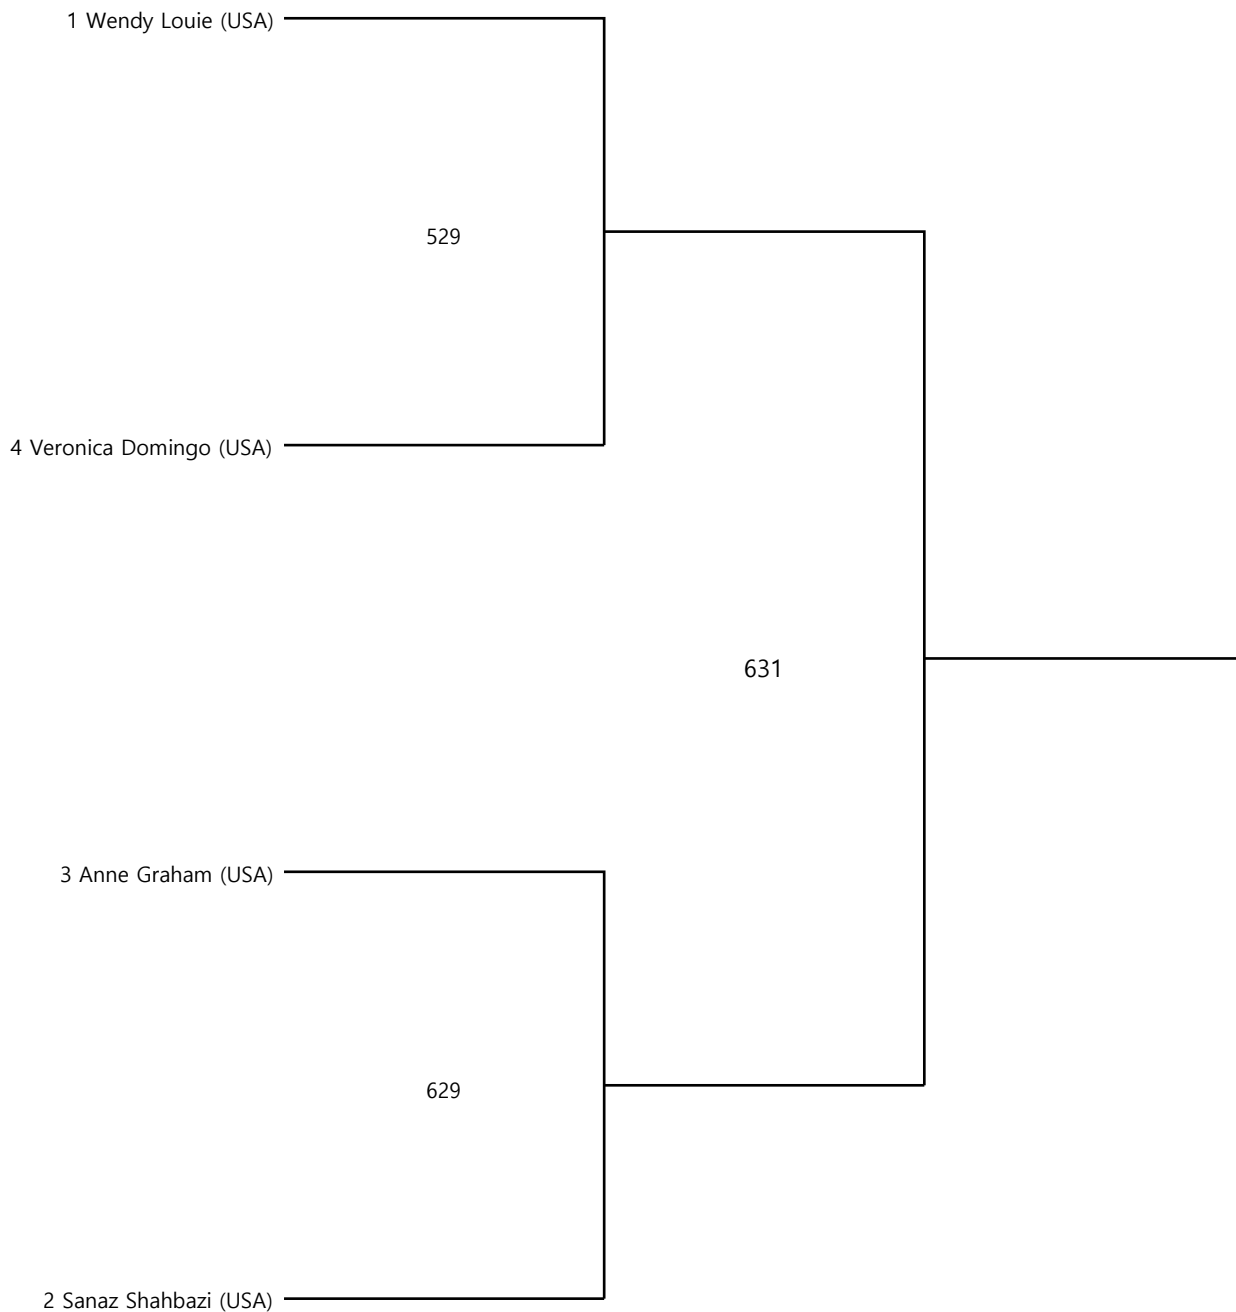 1 Wendy Louie (USA)
529
4 Veronica Domingo (USA)
631
3 Anne Graham (USA)
629
2 Sanaz Shahbazi (USA)